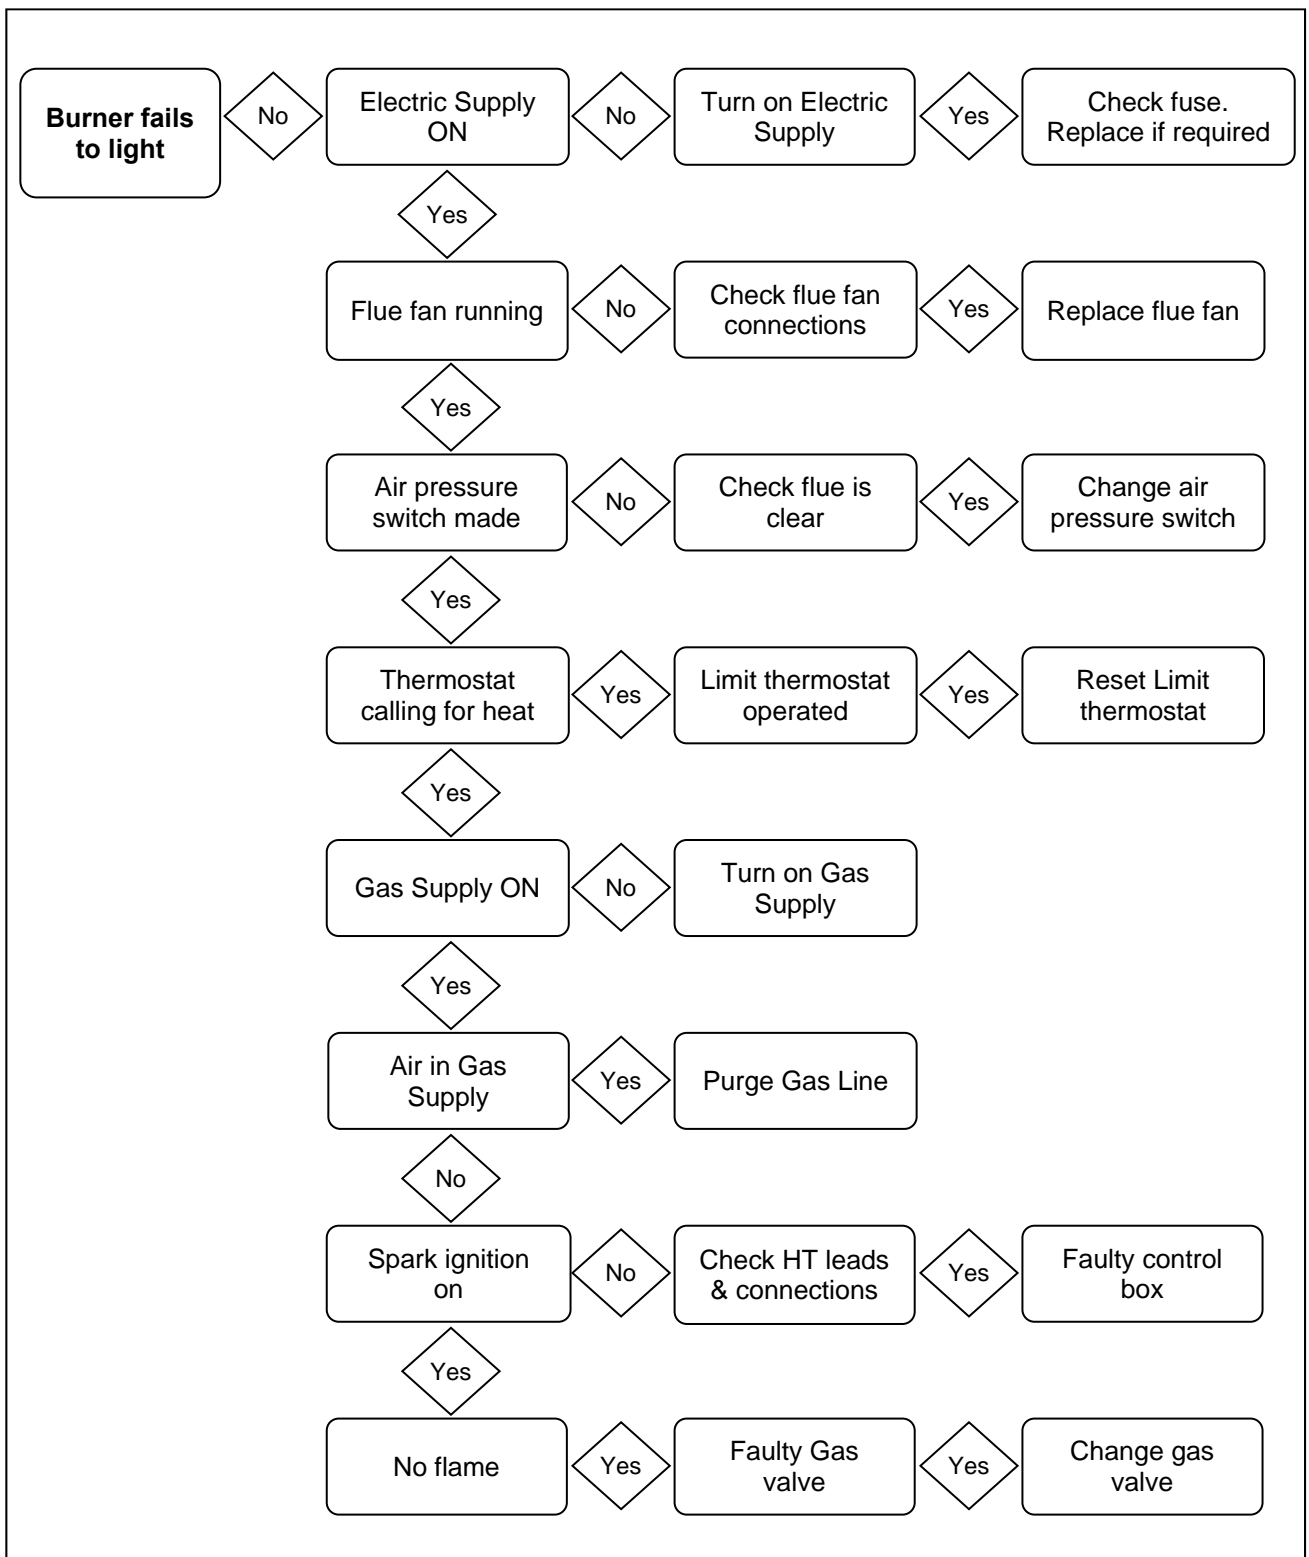 Burner fails
to light
No
Electric Supply
ON
No
Turn on Electric
Supply
Yes
Check fuse.
Replace if required
Yes
Flue fan running
No
Check flue fan
connections
Yes
Replace flue fan
Yes
Air pressure
switch made
No
Check flue is
clear
Yes
Change air
pressure switch
Yes
Thermostat
calling for heat
Yes
Limit thermostat
operated
Yes
Reset Limit
thermostat
Yes
Gas Supply ON
No
Turn on Gas
Supply
Yes
Air in Gas
Supply
Yes
Purge Gas Line
No
Spark ignition
on
No
Check HT leads
& connections
Yes
Faulty control
box
Yes
No flame
Yes
Faulty Gas
valve
Yes
Change gas
valve